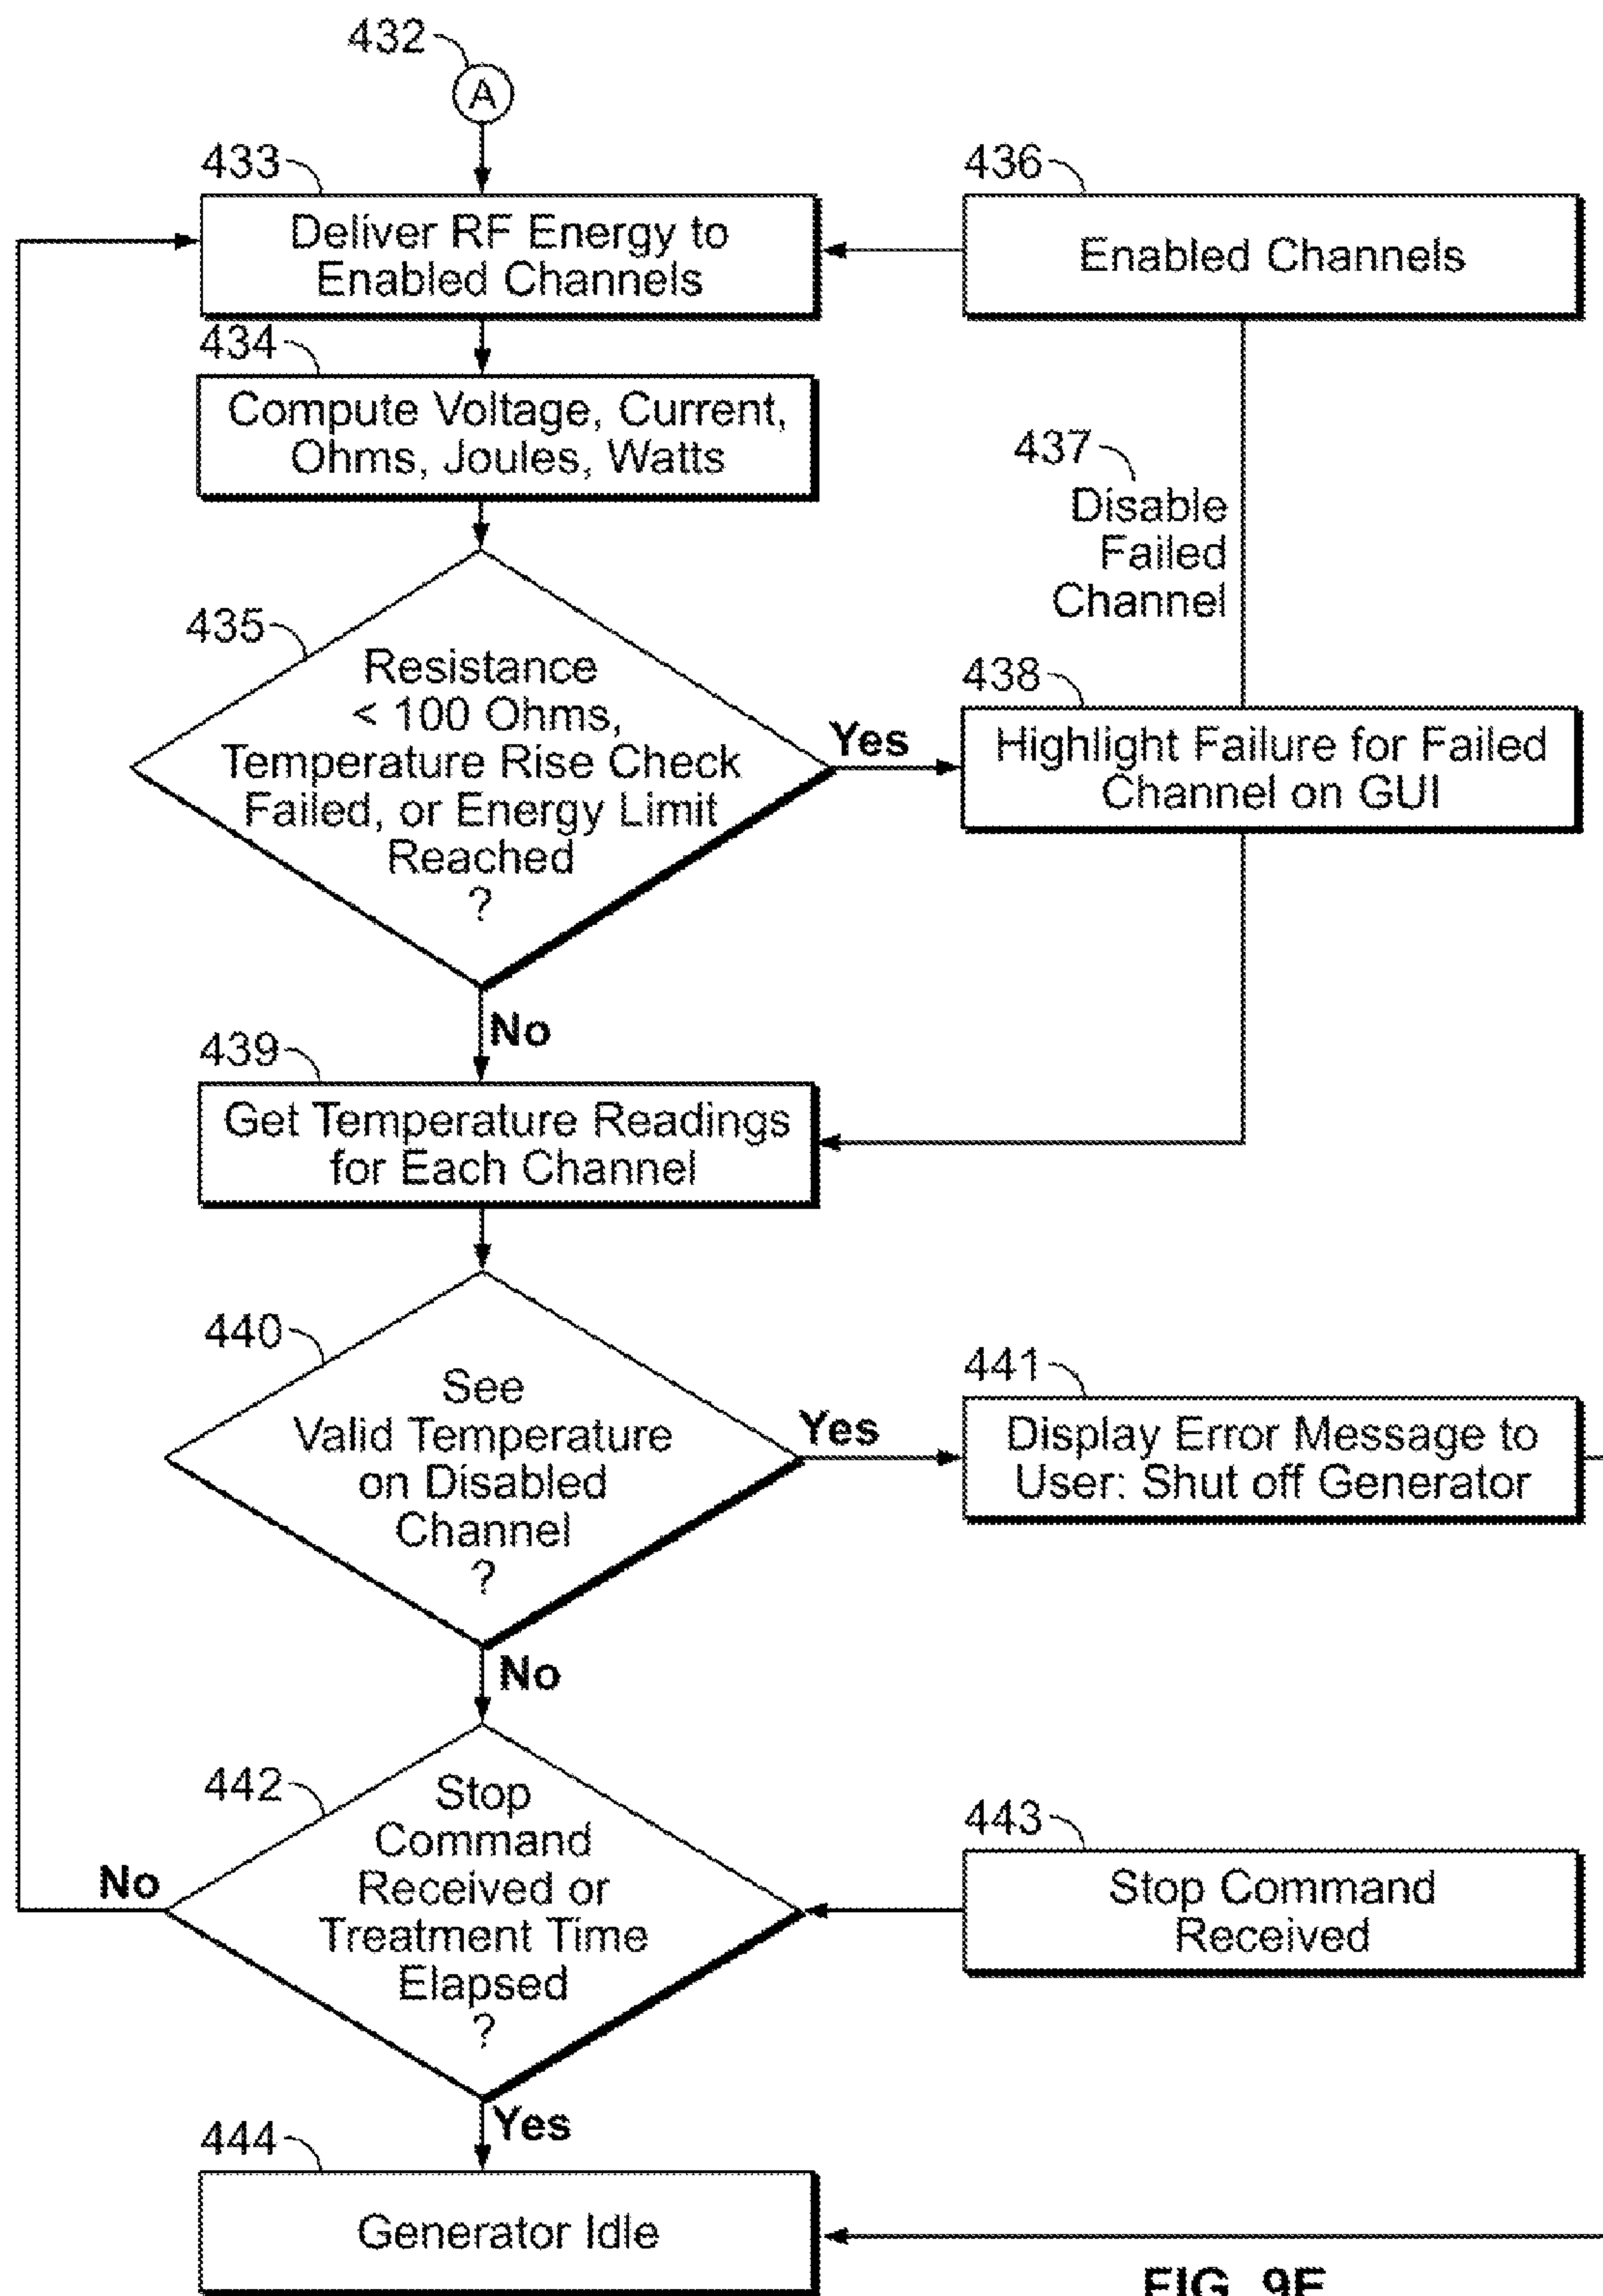 432
A
433
Deliver RF Energy to
Enabled Channels
436
Enabled Channels
434
Compute Voltage, Current,
Ohms, Joules, Watts
437
Disable
Failed
Channel
435
Resistance
< 100 Ohms,
Temperature Rise Check
Failed, or Energy Limit
Reached
?
Yes
438
Highlight Failure for Failed
Channel on GUI
No
439
Get Temperature Readings
for Each Channel
440
See
Valid Temperature
on Disabled
Channel
?
Yes
441
Display Error Message to
User: Shut off Generator
No
442
Stop
Command
Received or
Treatment Time
Elapsed
?
No
443
Stop Command
Received
Yes
444
Generator Idle
FIG. 9E